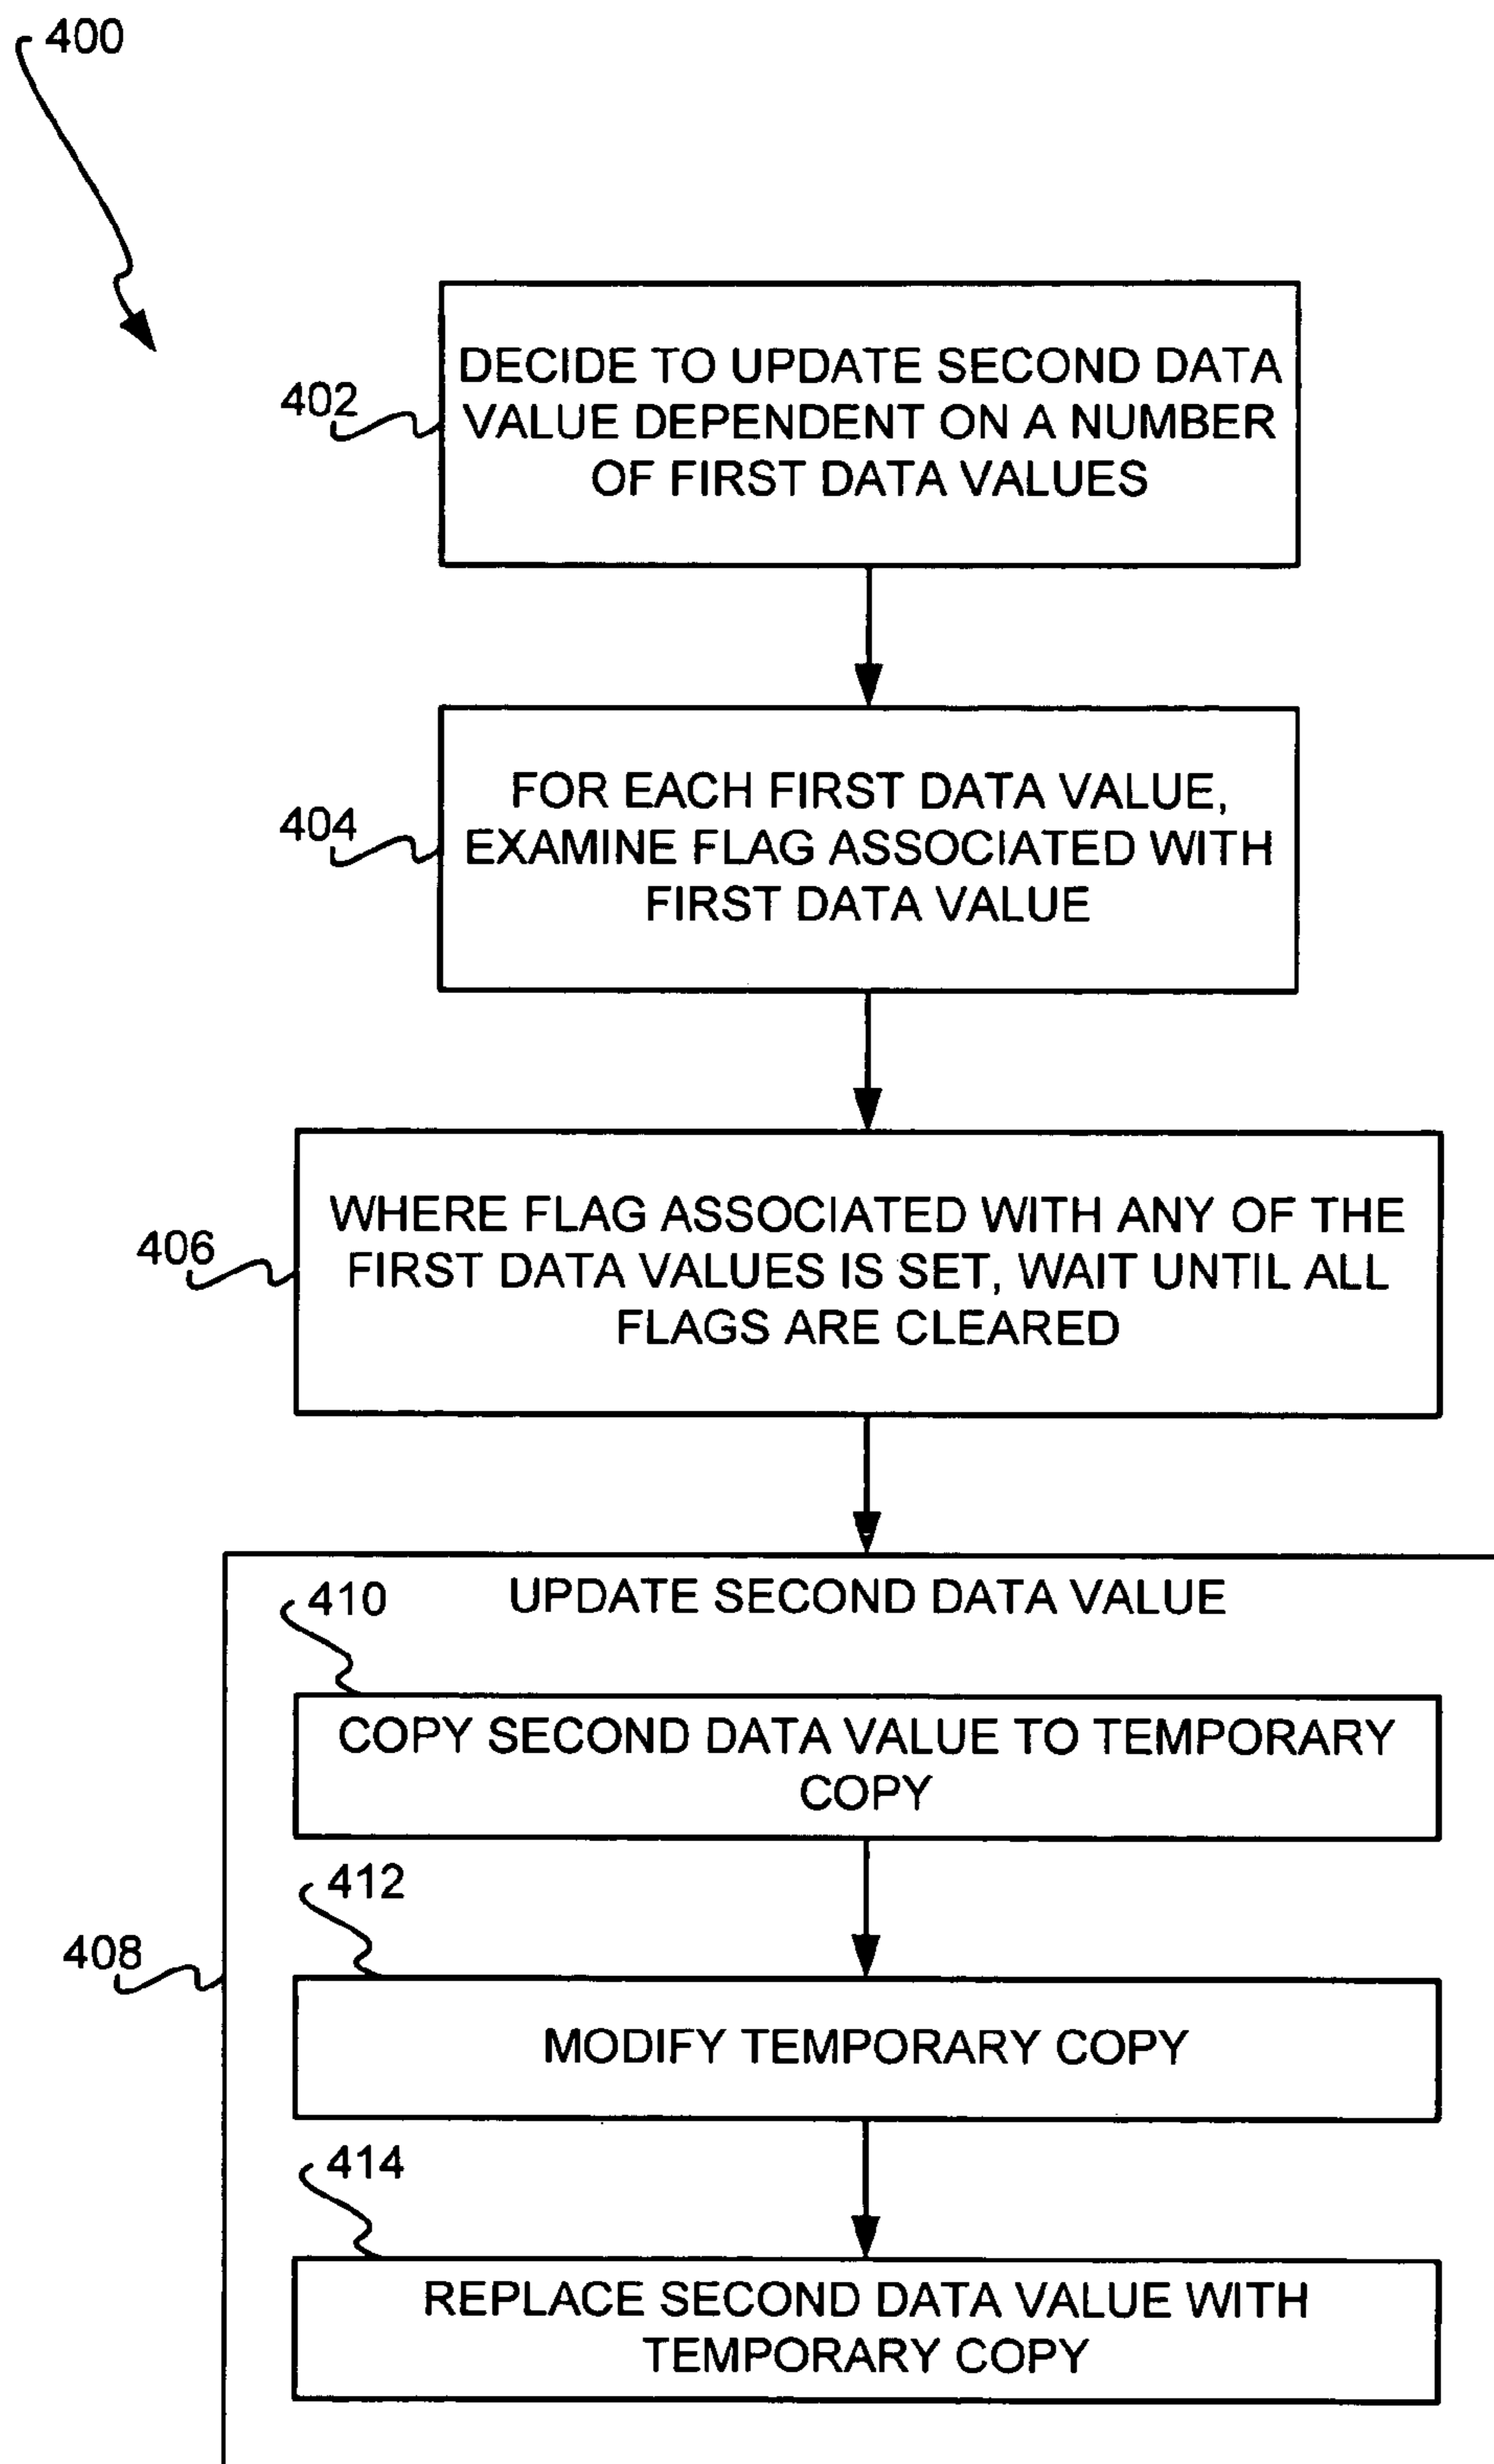 400
402
DECIDE TO UPDATE SECOND DATA
VALUE DEPENDENT ON A NUMBER
OF FIRST DATA VALUES
404
FOR EACH FIRST DATA VALUE,
EXAMINE FLAG ASSOCIATED WITH
FIRST DATA VALUE
406
WHERE FLAG ASSOCIATED WITH ANY OF THE
FIRST DATA VALUES IS SET, WAIT UNTIL ALL
FLAGS ARE CLEARED
408
UPDATE SECOND DATA VALUE
410
COPY SECOND DATA VALUE TO TEMPORARY
COPY
412
MODIFY TEMPORARY COPY
414
REPLACE SECOND DATA VALUE WITH
TEMPORARY COPY